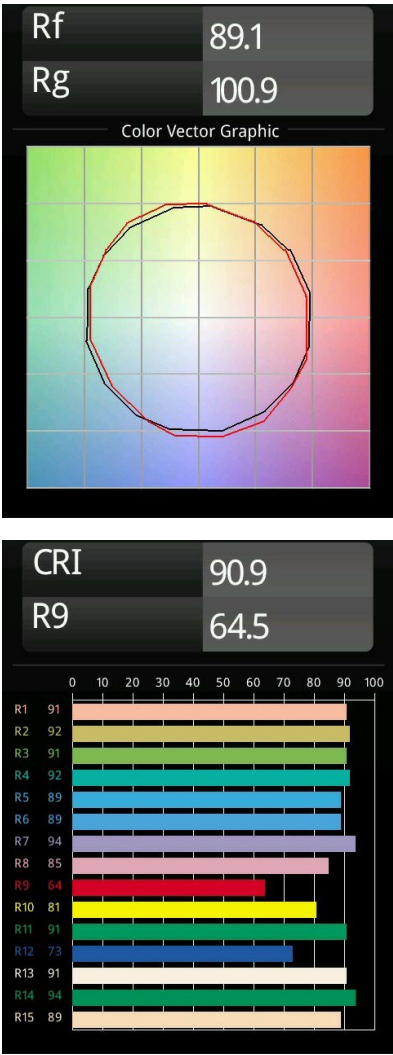 Rf 89.1
Rg 100.9
Color Vector Graphic
CRI 90.9
R9 64.5
0 10 20 30 40 50 60 70 80 90 100
R1 91
R2 92
R3 91
R4 92
R5 89
R6 89
R7 94
R8 85
R9 64
R10 81
R11 91
R12 73
R13 91
R14 94
R15 89